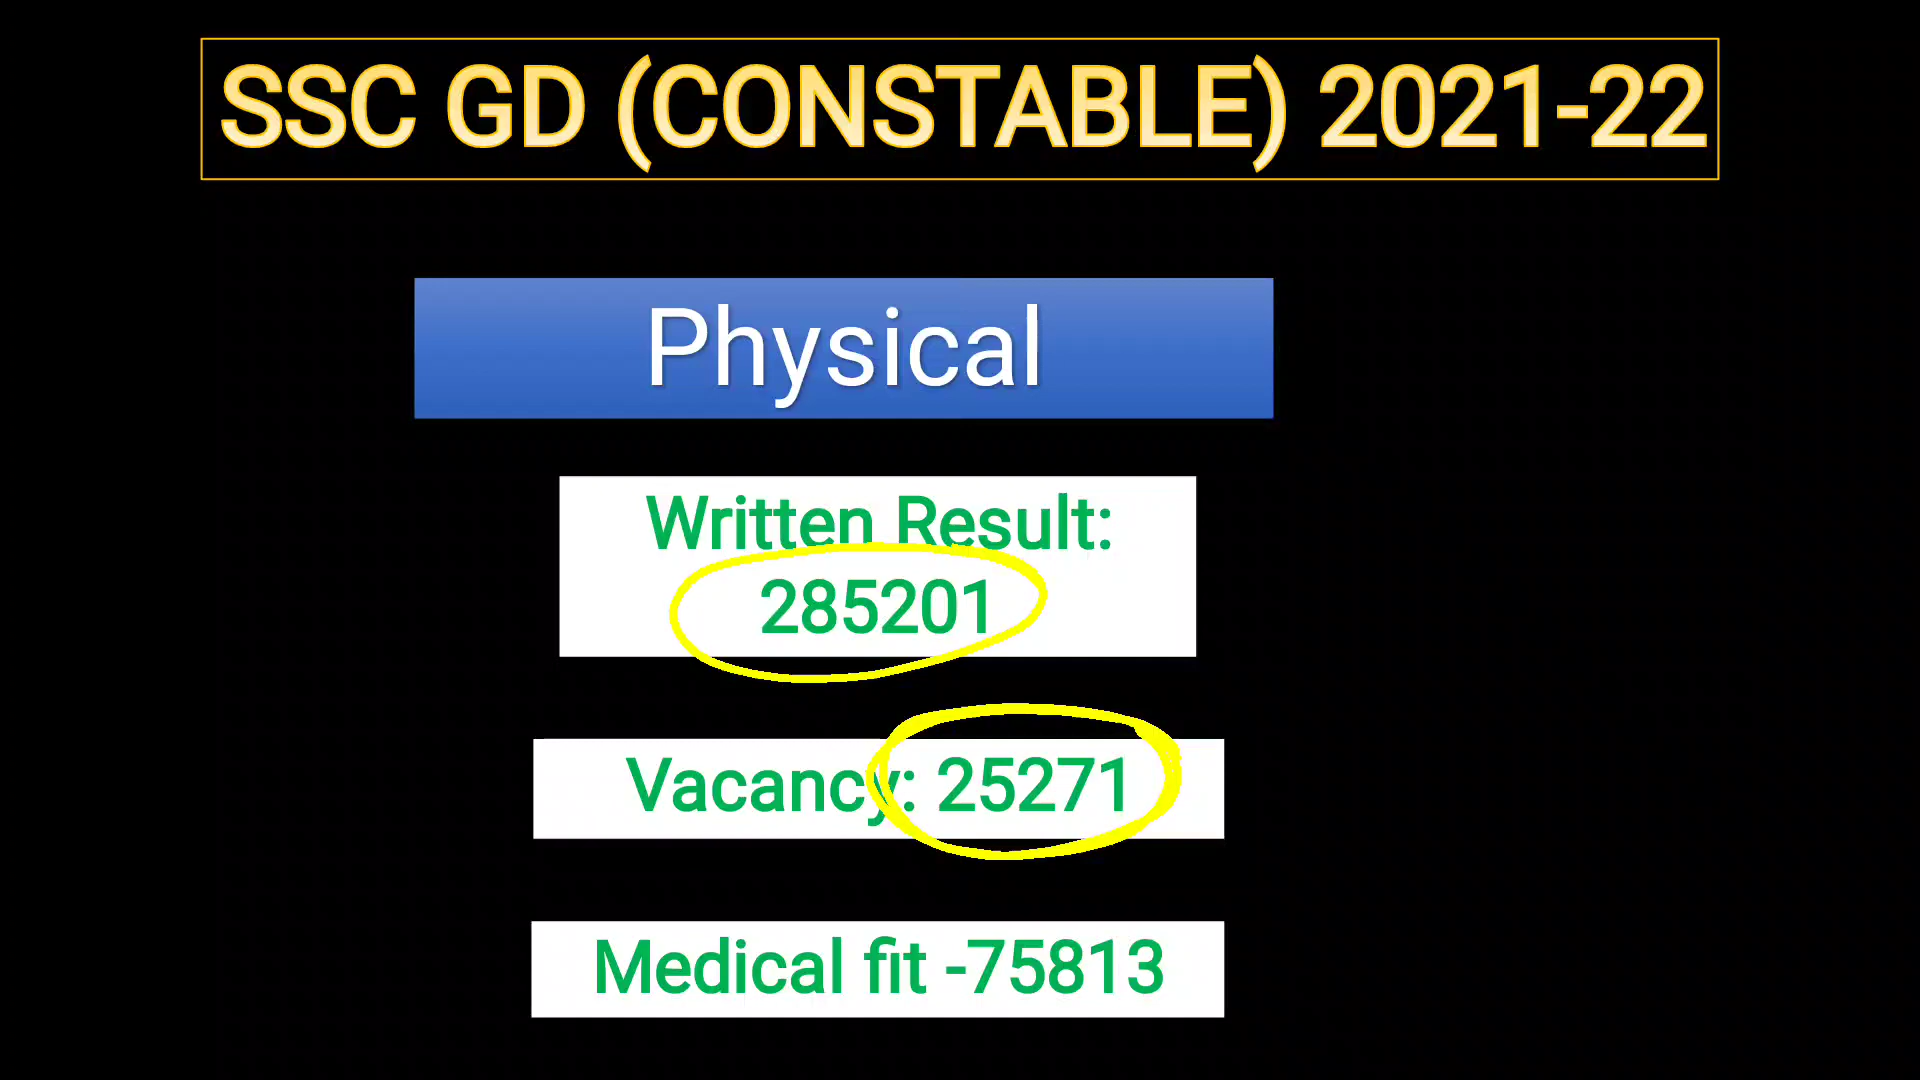 SSC GD (CONSTABLE) 2021-22
Physical
Written Result:
285201
Vacancy: 25271
Medical fit -75813